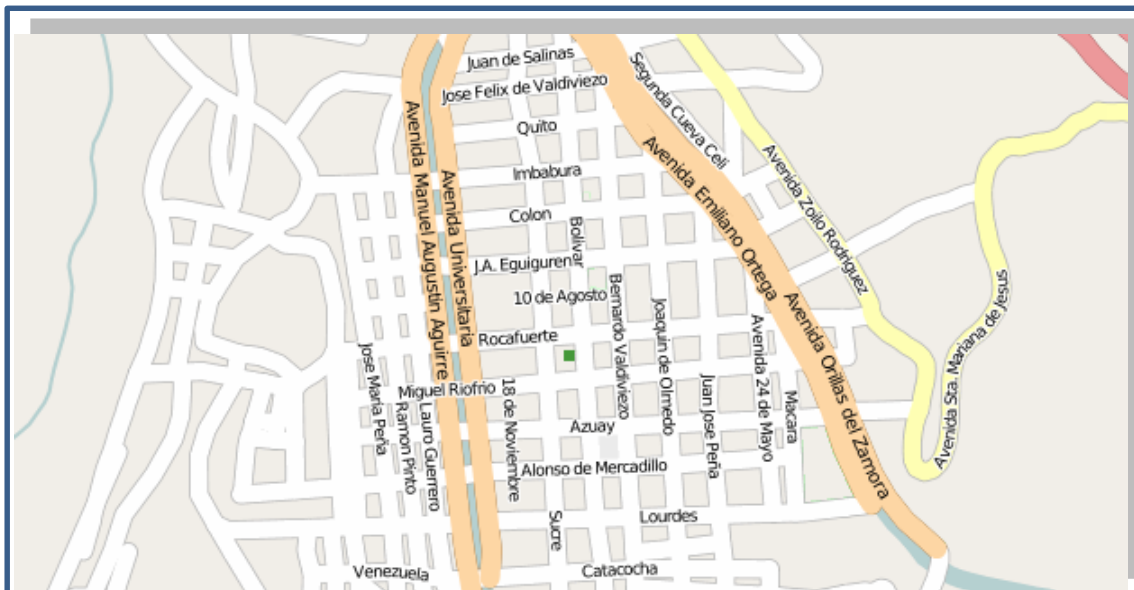 Juan de Salinas
Jose Felix de Valdiviezo
Segunda Cueva Celi
Quito
Avenida Manuel Augustin Aguirre
Avenida Universitaria
Imbabura
Avenida Emiliano Ortega
Avenida Zoilo Rodriguez
Colon
Bolivar
J.A. Eguiguren
10 de Agosto
Bernardo Valdiviezo
Joaquin de Olmedo
Avenida Orillas del Zamora
Avenida Sta. Mariana de Jesus
Rocafuerte
Avenida 24 de Mayo
Jose Maria Peña
Miguel Riofrio
18 de Noviembre
Juan Jose Peña
Macara
Ramon Pinto
Lauro Guerrero
Azuay
Alonso de Mercadillo
Sucre
Lourdes
Venezuela
Catacocha